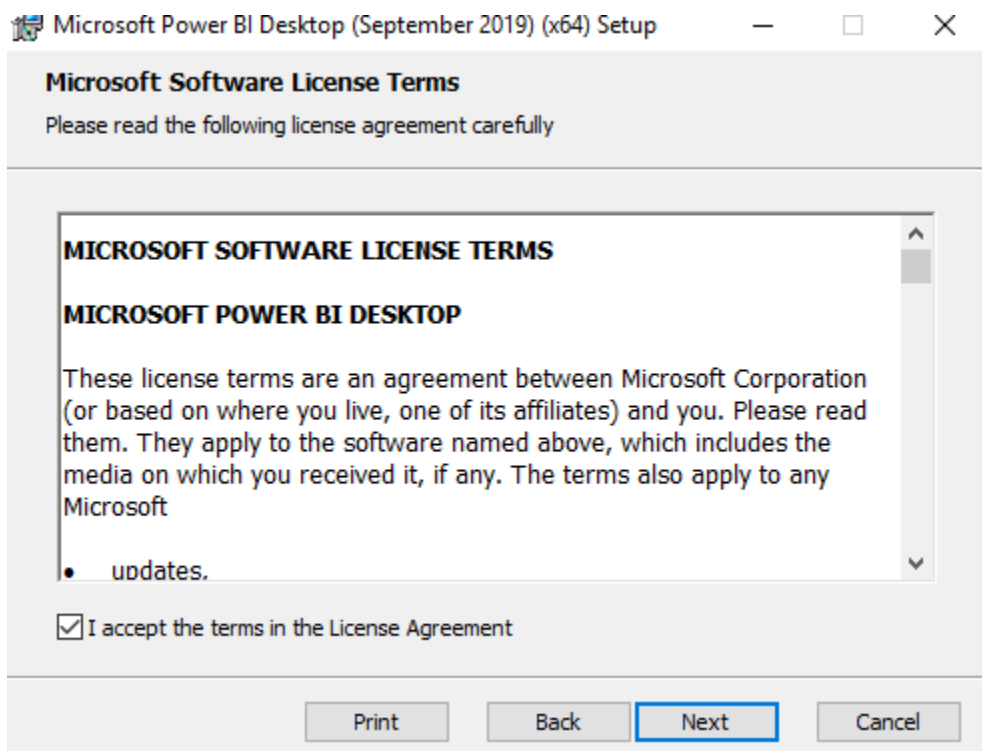 Microsoft Power BI Desktop (September 2019) (x64) Setup
Microsoft Software License Terms
Please read the following license agreement carefully
MICROSOFT SOFTWARE LICENSE TERMS
MICROSOFT POWER BI DESKTOP
These license terms are an agreement between Microsoft Corporation
(or based on where you live, one of its affiliates) and you. Please read
them. They apply to the software named above, which includes the
media on which you received it, if any. The terms also apply to any
Microsoft
• updates,
I accept the terms in the License Agreement
Print Back Next Cancel